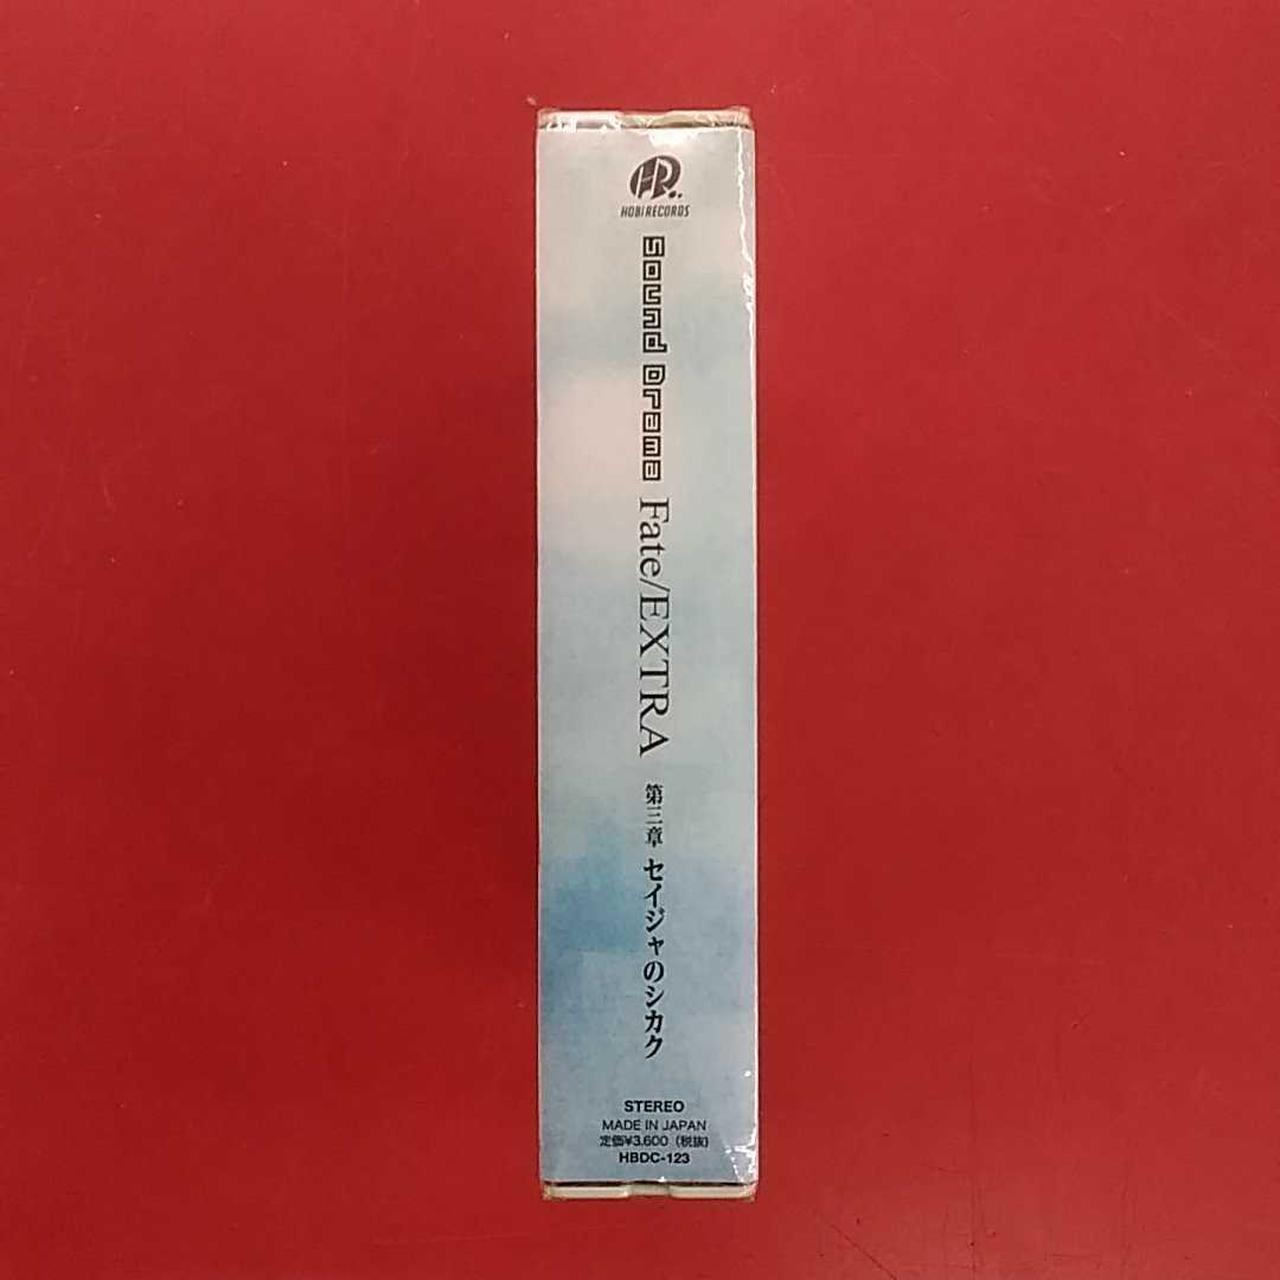 HR..
HOBIRECORDS
Sound Drama Fate/EXTRA 第三章 セイジャのシカク
STEREO
MADE IN JAPAN
定価¥3,600 (税抜)
HBDC-123